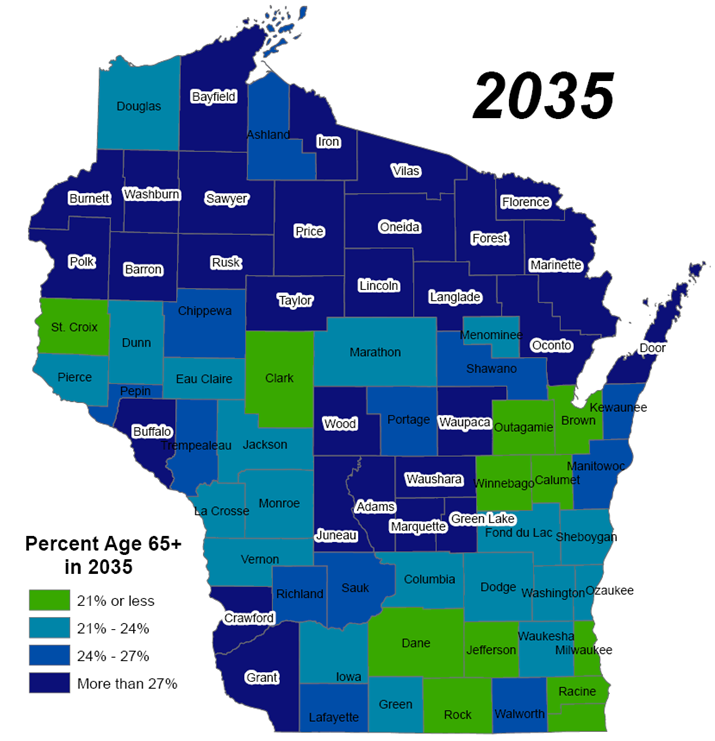 2035
Douglas
Bayfield
Ashland
Iron
Vilas
Burnett
Washburn
Sawyer
Florence
Price
Oneida
Forest
Polk
Barron
Rusk
Marinette
Lincoln
Taylor
Langlade
Chippewa
St. Croix
Dunn
Menominee
Marathon
Oconto
Door
Pierce
Eau Claire
Clark
Shawano
Pepin
Kewaunee
Buffalo
Wood
Portage
Waupaca
Brown
Outagamie
Trempealeau
Jackson
Manitowoc
Waushara
Winnebago
Calumet
La Crosse
Monroe
Adams
Green Lake
Marquette
Juneau
Fond du Lac
Sheboygan
Vernon
Columbia
Dodge
Richland
Sauk
Washington
Ozaukee
Crawford
Dane
Jefferson
Waukesha
Milwaukee
Grant
Iowa
Racine
Lafayette
Green
Rock
Walworth
Percent Age 65+
in 2035
21% or less
21% - 24%
24% - 27%
More than 27%